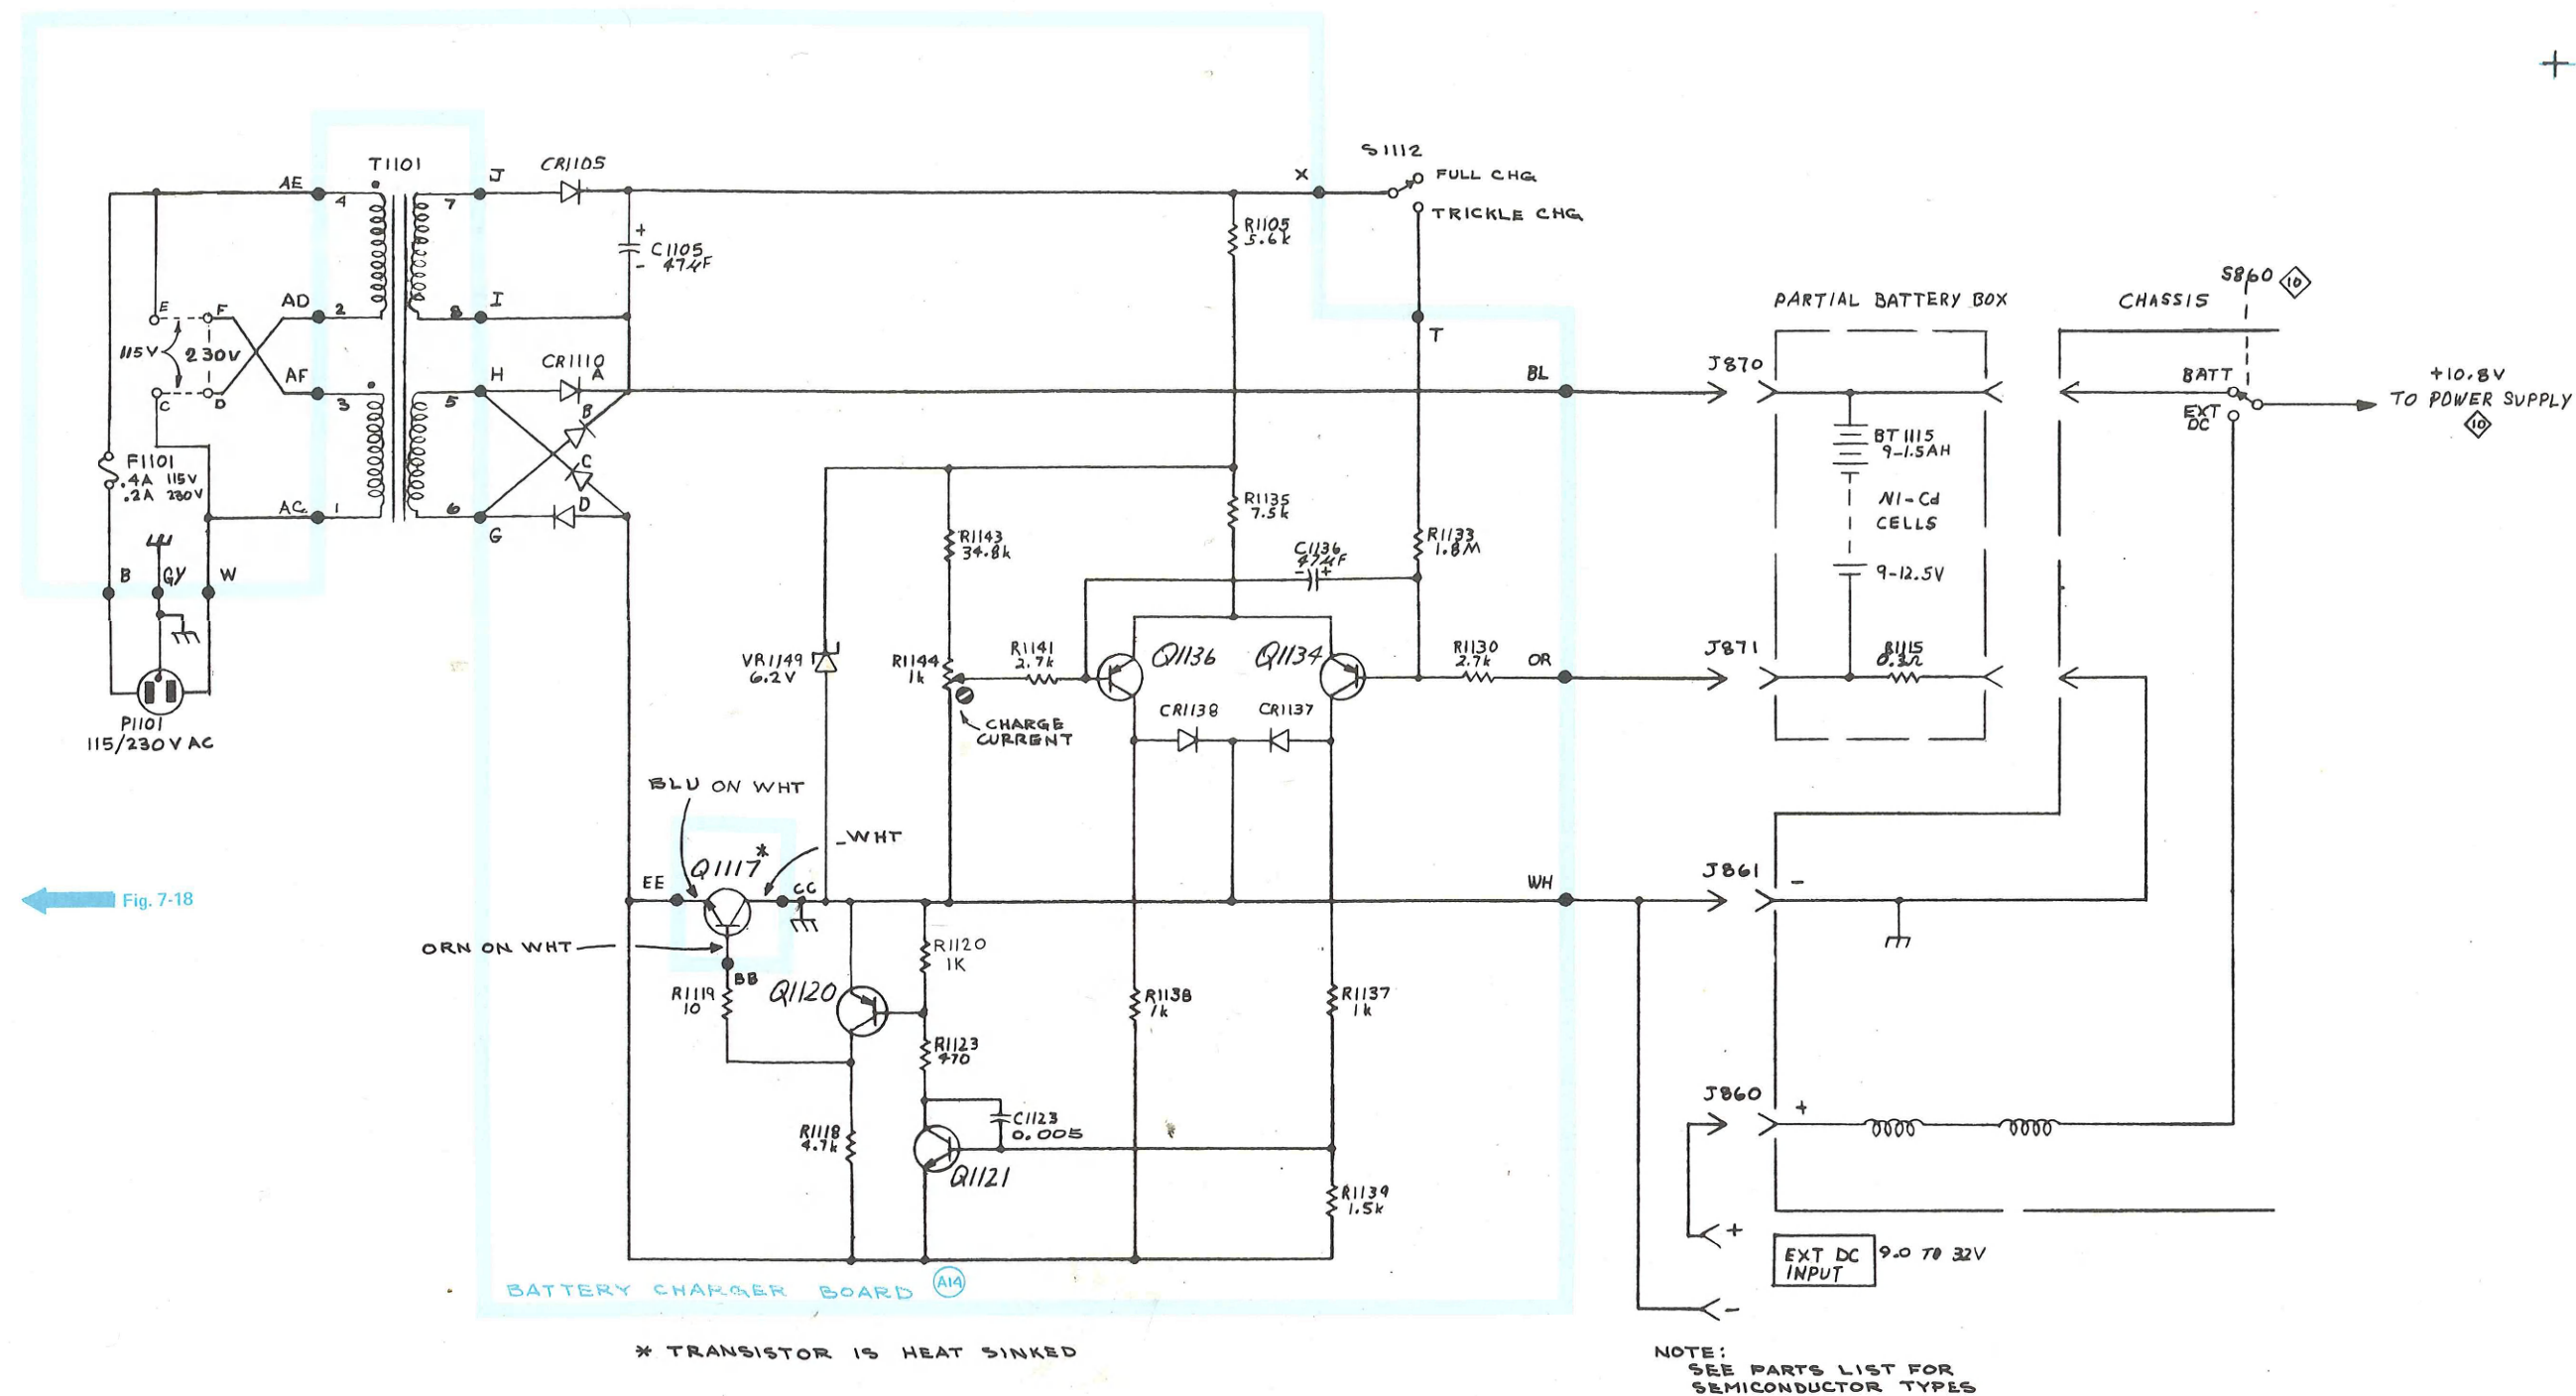 T1101
CR1105
AE
4
7
J
X
S1112
FULL CHG
TRICKLE CHG
R1105
5.6k
+
C1105
- 47µF
AD
2
8
I
E
F
115V
230V
C
D
AF
3
5
H
CR1110
A
B
C
D
T
BL
J870
PARTIAL BATTERY BOX
CHASSIS
S860
10
BATT
EXT
DC
+10.8V
TO POWER SUPPLY
10
BT1115
9-1.5AH
NI-Cd
CELLS
9-12.5V
F1101
.4A 115V
.2A 230V
AC
1
6
G
B
GY
W
P1101
115/230V AC
R1135
7.5k
R1143
34.8k
C1136
47µF
- +
R1133
1.8M
VR1149
6.2V
R1144
1k
R1141
2.7k
Q1136
Q1134
R1130
2.7k
OR
J871
R1115
0.3Ω
CHARGE
CURRENT
CR1138
CR1137
BLU ON WHT
WHT
Q1117*
EE
CC
WH
J861
-
Fig. 7-18
ORN ON WHT
BB
R1119
10
Q1120
R1120
1K
R1123
470
R1138
1k
R1137
1k
C1123
0.005
R1118
4.7k
Q1121
R1139
1.5k
J860
+
+
EXT DC
INPUT
9.0 TO 32V
-
BATTERY CHARGER BOARD
A14
* TRANSISTOR IS HEAT SINKED
NOTE:
SEE PARTS LIST FOR
SEMICONDUCTOR TYPES